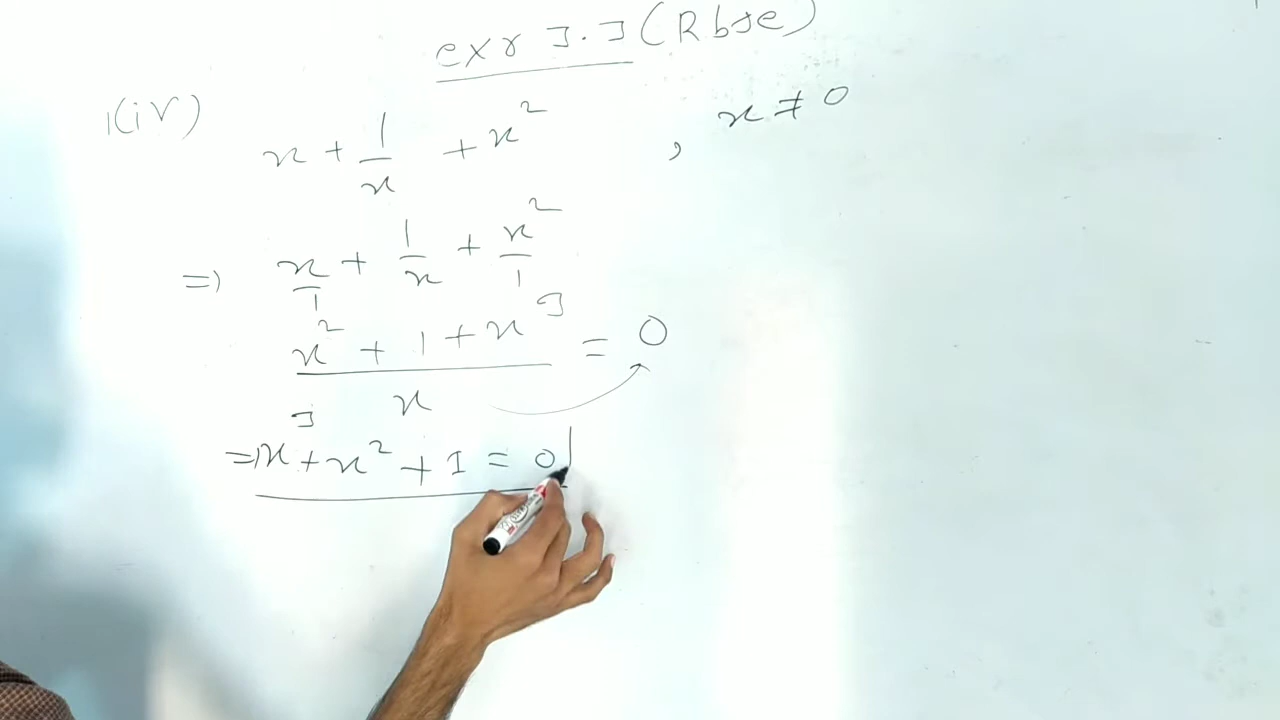 exr 3.3 (Rbse)
1(iv) x + 1/x + x² , x ≠ 0
=) x/1 + 1/x + x²/1
(x² + 1 + x³)/x = 0
=) x³ + x² + 1 = 0